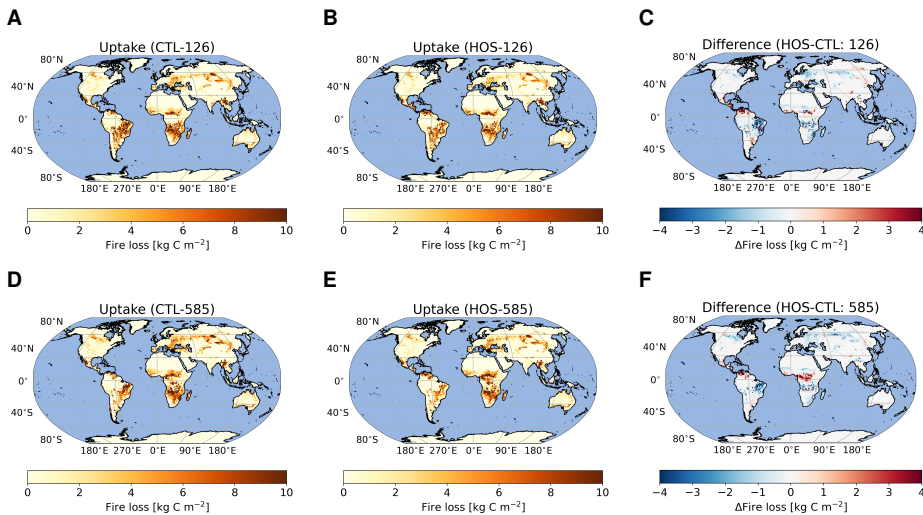 A
B
C
Uptake (CTL-126)
Uptake (HOS-126)
Difference (HOS-CTL: 126)
80°N
80°N
80°N
40°N
40°N
40°N
0°
0°
0°
40°S
40°S
40°S
80°S
80°S
80°S
180°E 270°E 0°E 90°E 180°E
180°E 270°E 0°E 90°E 180°E
180°E 270°E 0°E 90°E 180°E
0 2 4 6 8 10
0 2 4 6 8 10
−4 −3 −2 −1 0 1 2 3 4
Fire loss [kg C m⁻²]
Fire loss [kg C m⁻²]
ΔFire loss [kg C m⁻²]
D
E
F
Uptake (CTL-585)
Uptake (HOS-585)
Difference (HOS-CTL: 585)
80°N
80°N
80°N
40°N
40°N
40°N
0°
0°
0°
40°S
40°S
40°S
80°S
80°S
80°S
180°E 270°E 0°E 90°E 180°E
180°E 270°E 0°E 90°E 180°E
180°E 270°E 0°E 90°E 180°E
0 2 4 6 8 10
0 2 4 6 8 10
−4 −3 −2 −1 0 1 2 3 4
Fire loss [kg C m⁻²]
Fire loss [kg C m⁻²]
ΔFire loss [kg C m⁻²]